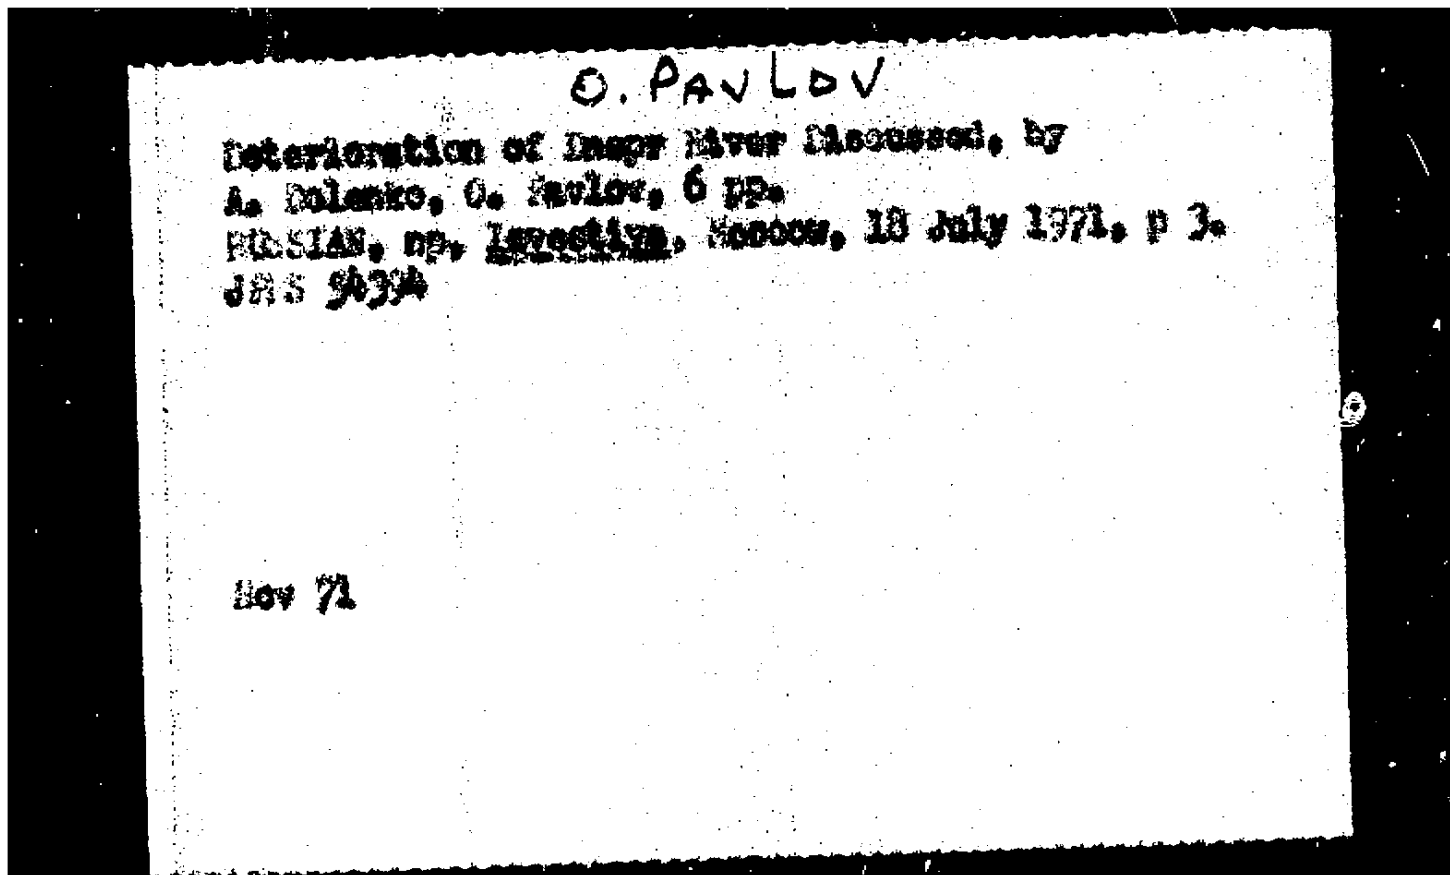 O. PAVLOV
Deterioration of Dnepr River Discussed, by
A. Dolenko, O. Pavlov, 6 pp.
RUSSIAN, np, Izvestiya, Moscow, 18 July 1971, p 3.
JPRS 54394
Nov 71